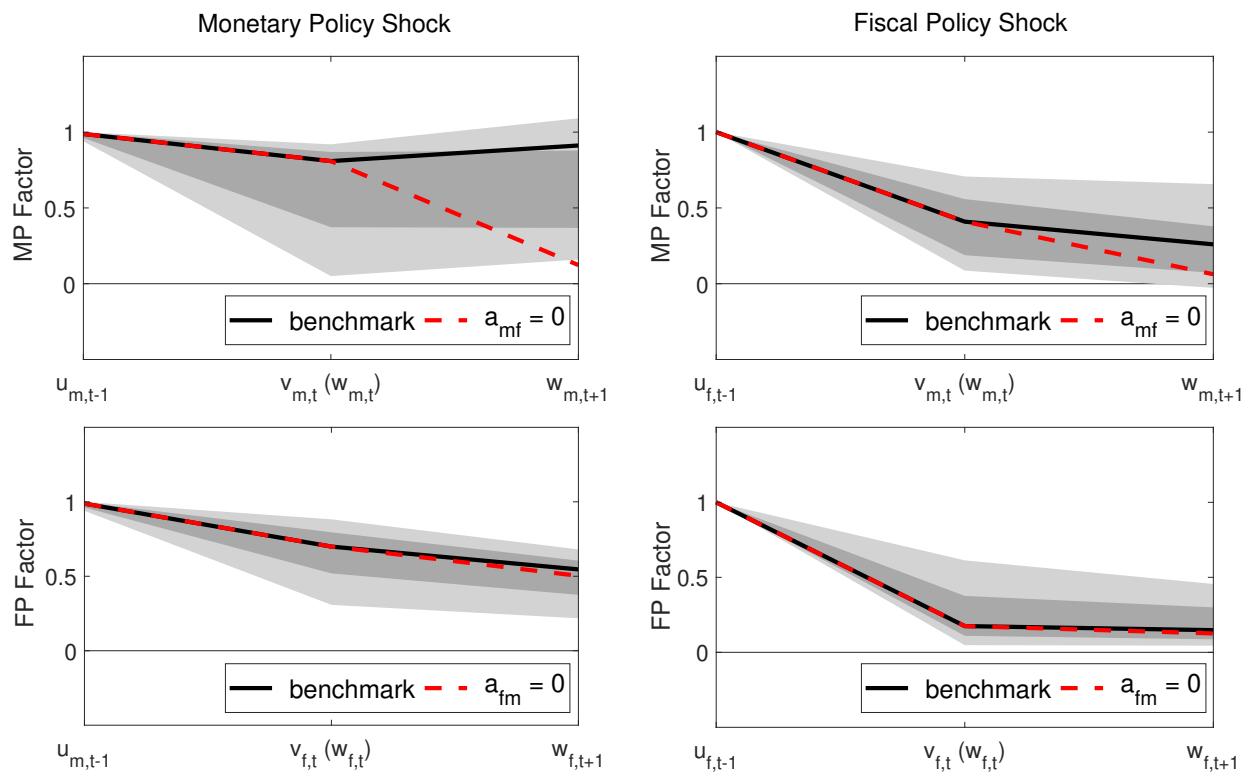 Monetary Policy Shock
Fiscal Policy Shock
MP Factor
1
0.5
0
benchmark
a_mf = 0
u_m,t-1
v_m,t (w_m,t)
w_m,t+1
MP Factor
1
0.5
0
benchmark
a_mf = 0
u_f,t-1
v_m,t (w_m,t)
w_m,t+1
FP Factor
1
0.5
0
benchmark
a_fm = 0
u_m,t-1
v_f,t (w_f,t)
w_f,t+1
FP Factor
1
0.5
0
benchmark
a_fm = 0
u_f,t-1
v_f,t (w_f,t)
w_f,t+1